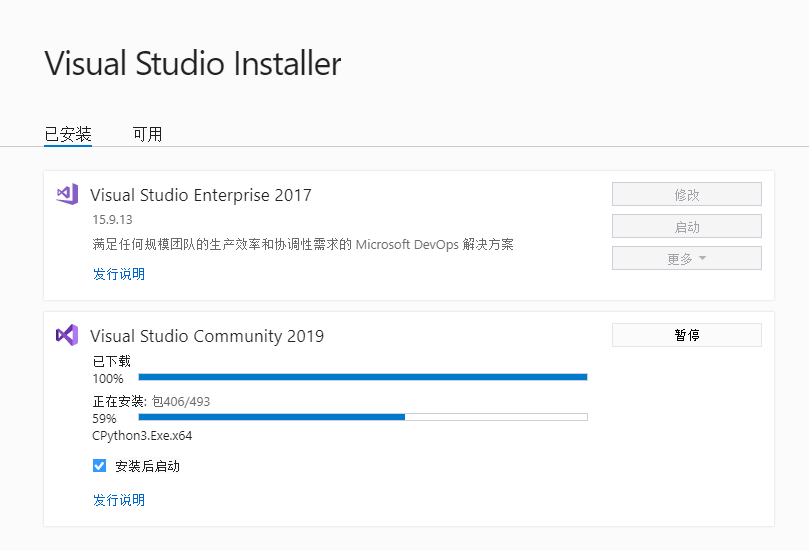 Visual Studio Installer
已安装 可用
Visual Studio Enterprise 2017
修改
15.9.13
启动
满足任何规模团队的生产效率和协调性需求的 Microsoft DevOps 解决方案
更多
发行说明
Visual Studio Community 2019
暂停
已下载
100%
正在安装: 包406/493
59%
CPython3.Exe.x64
安装后启动
发行说明